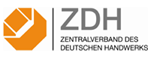 ZDH
ZENTRALVERBAND DES
DEUTSCHEN HANDWERKS